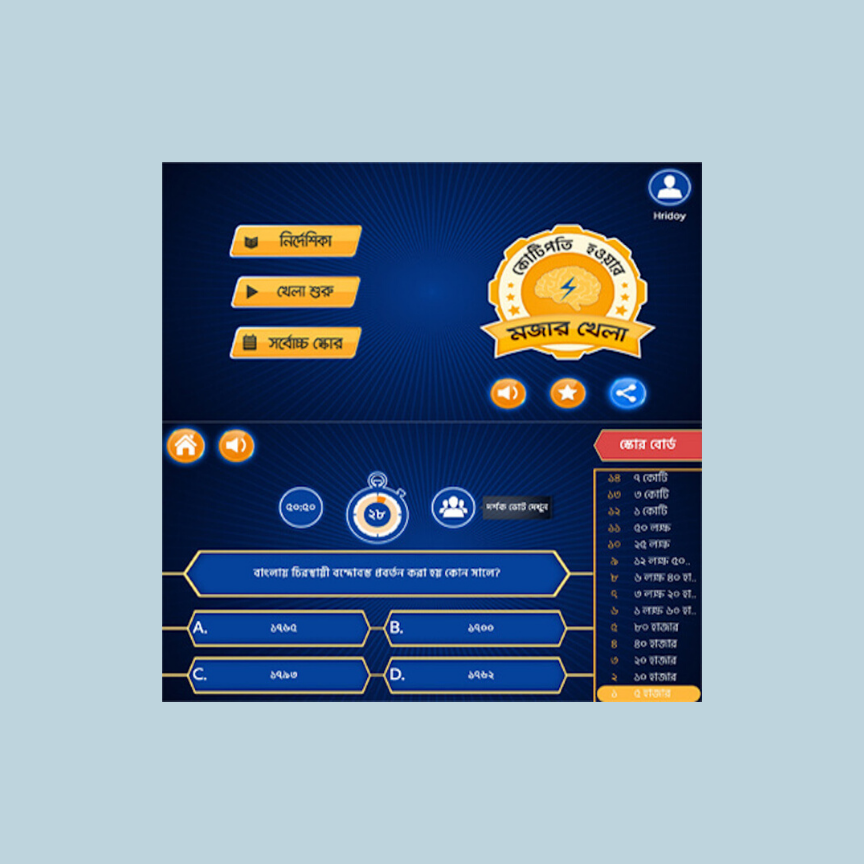 Hridoy
নির্দেশিকা
খেলা শুরু
সর্বোচ্চ স্কোর
কোটিপতি হওয়ার
মজার খেলা
স্কোর বোর্ড
৫০:৫০
২৮
দর্শক ভোট দেখুন
বাংলায় চিরস্থায়ী বন্দোবস্ত প্রবর্তন করা হয় কোন সালে?
A. ১৭৬৫
B. ১৭০০
C. ১৭৯৩
D. ১৭৬২
১৪ ৭ কোটি
১৩ ৩ কোটি
১২ ১ কোটি
১১ ৫০ লক্ষ
১০ ২৫ লক্ষ
৯ ১২ লক্ষ ৫০..
৮ ৬ লক্ষ ৪০ হা..
৭ ৩ লক্ষ ২০ হা..
৬ ১ লক্ষ ৬০ হা..
৫ ৮০ হাজার
৪ ৪০ হাজার
৩ ২০ হাজার
২ ১০ হাজার
১ ৫ হাজার